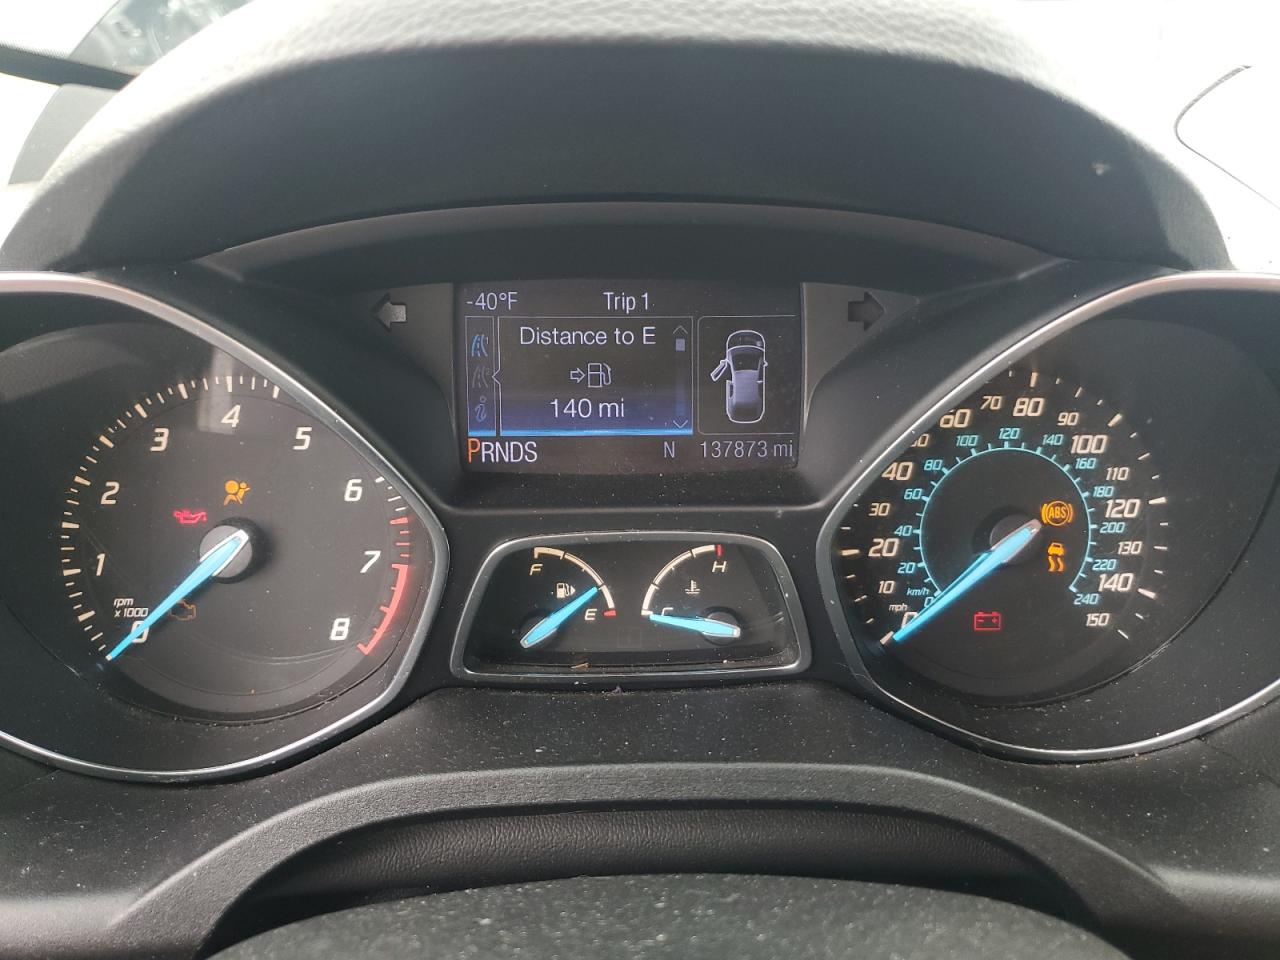 -40°F Trip 1
Distance to E
140 mi
PRNDS N 137873 mi
0 1 2 3 4 5 6 7 8
rpm
x 1000
F
E
H
C
0 10 20 30 40 50 60 70 80 90 100 110 120 130 140 150
mph
0 20 40 60 80 100 120 140 160 180 200 220 240
km/h
ABS